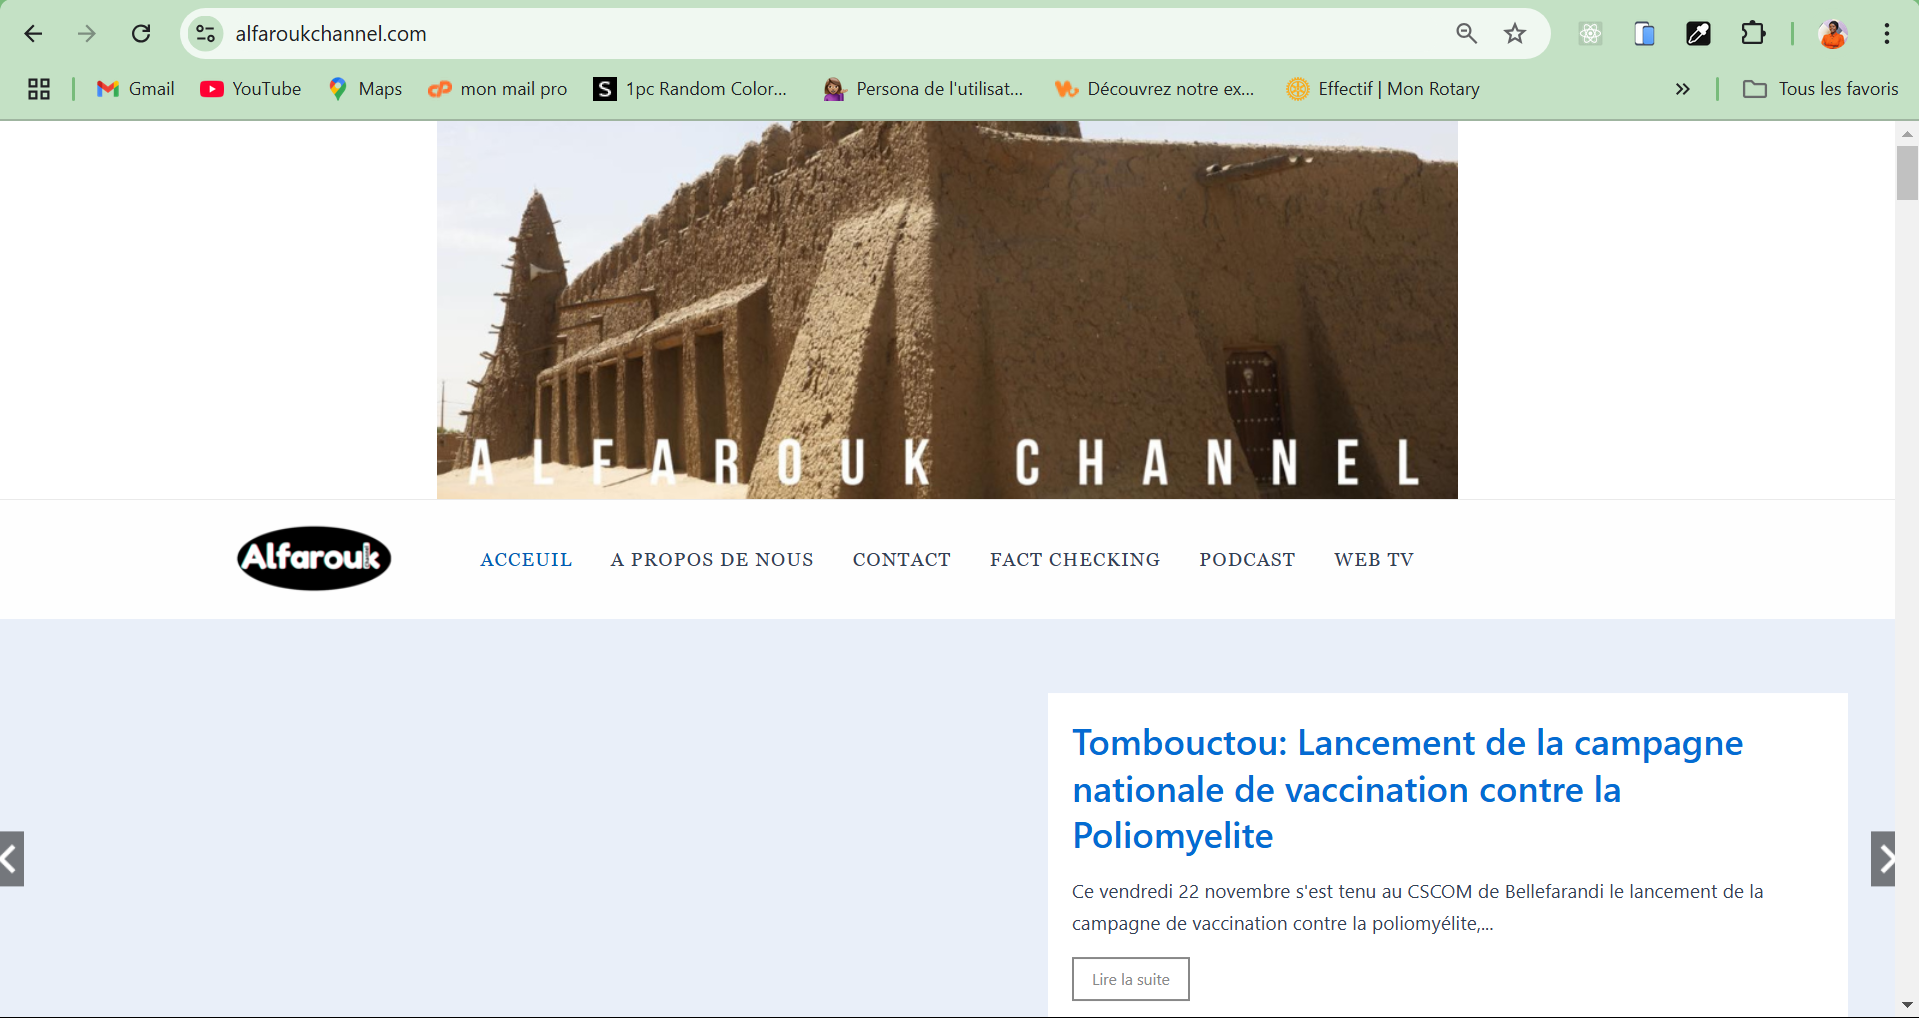 alfaroukchannel.com
Gmail
YouTube
Maps
mon mail pro
S
1pc Random Color...
Persona de l'utilisat...
Découvrez notre ex...
Effectif | Mon Rotary
Tous les favoris
ALFAROUK CHANNEL
Alfarouk
ACCEUIL
A PROPOS DE NOUS
CONTACT
FACT CHECKING
PODCAST
WEB TV
Tombouctou: Lancement de la campagne
nationale de vaccination contre la
Poliomyelite
Ce vendredi 22 novembre s'est tenu au CSCOM de Bellefarandi le lancement de la
campagne de vaccination contre la poliomyélite,...
Lire la suite